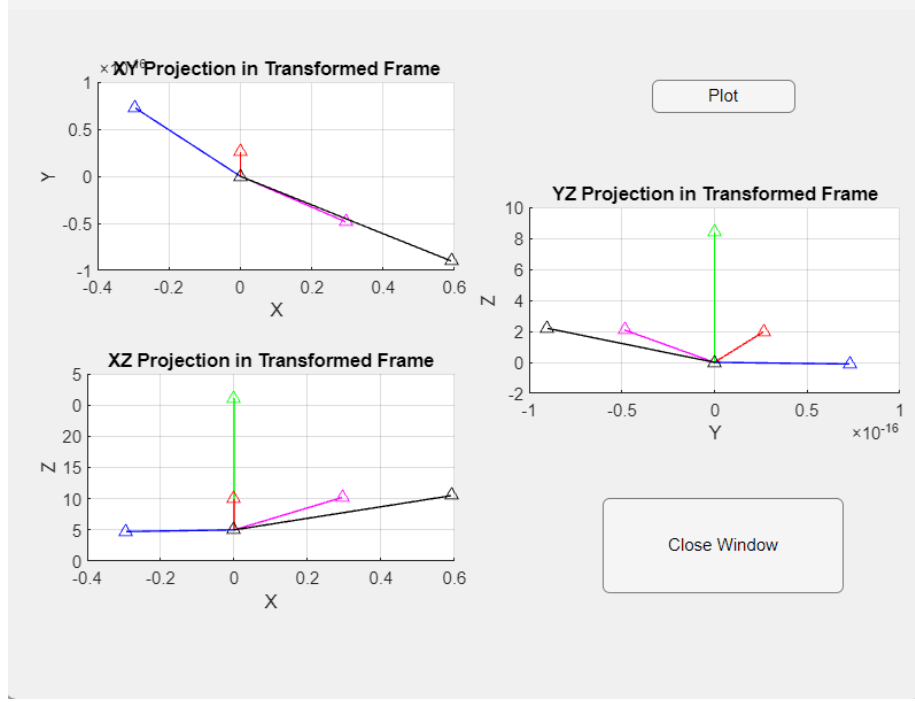 ×10-16
XY Projection in Transformed Frame
1
0.5
0
-0.5
-1
Y
-0.4 -0.2 0 0.2 0.4 0.6
X
Plot
YZ Projection in Transformed Frame
10
8
6
4
2
0
-2
Z
-1 -0.5 0 0.5 1
Y
×10-16
XZ Projection in Transformed Frame
5
0
20
15
10
5
0
Z
-0.4 -0.2 0 0.2 0.4 0.6
X
Close Window